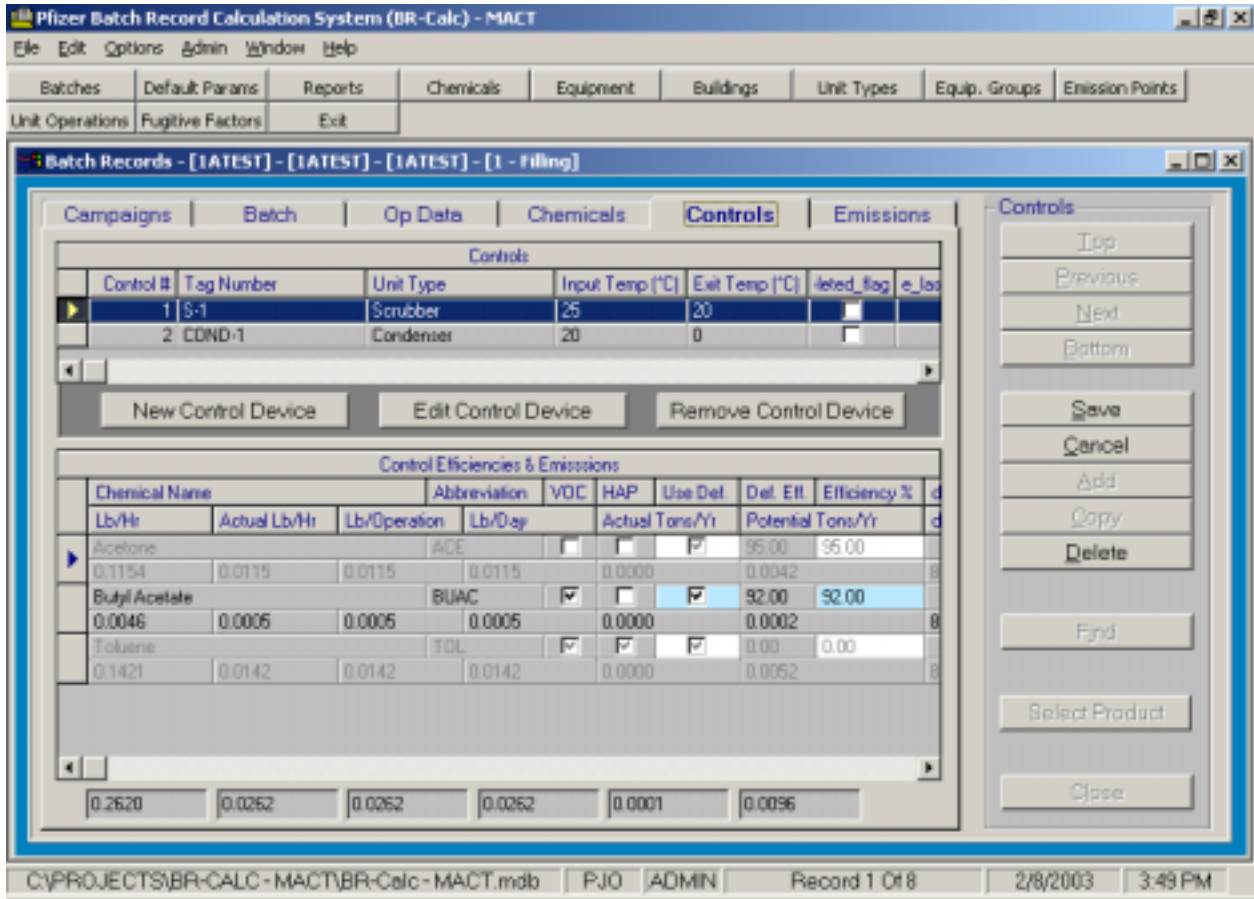 Pfizer Batch Record Calculation System (BR-Calc) - MACT
File Edit Options Admin Window Help
Batches Default Params Reports Chemicals Equipment Buildings Unit Types Equip. Groups Emission Points
Unit Operations Fugitive Factors Exit
Batch Records - [1ATEST] - [1ATEST] - [1ATEST] - [1 - Filling]
Campaigns Batch Op Data Chemicals Controls Emissions
Controls
Control # Tag Number Unit Type Input Temp (°C) Exit Temp (°C) leted_flag e_las
1 S-1 Scrubber 25 20
2 COND-1 Condenser 20 0
New Control Device Edit Control Device Remove Control Device
Control Efficiencies & Emisssions
Chemical Name Abbreviation VOC HAP Use Def. Def. Eff. Efficiency % d
Lb/Hr Actual Lb/Hr Lb/Operation Lb/Day Actual Tons/Yr Potential Tons/Yr d
Acetone ACE 95.00 95.00
0.1154 0.0115 0.0115 0.0115 0.0000 0.0042 8
Butyl Acetate BUAC 92.00 92.00
0.0046 0.0005 0.0005 0.0005 0.0000 0.0002 8
Toluene TOL 0.00 0.00
0.1421 0.0142 0.0142 0.0142 0.0000 0.0052 8
0.2620 0.0262 0.0262 0.0262 0.0001 0.0096
Controls
Top
Previous
Next
Bottom
Save
Cancel
Add
Copy
Delete
Find
Select Product
Close
C:\PROJECTS\BR-CALC - MACT\BR-Calc - MACT.mdb PJO ADMIN Record 1 Of 8 2/8/2003 3:49 PM